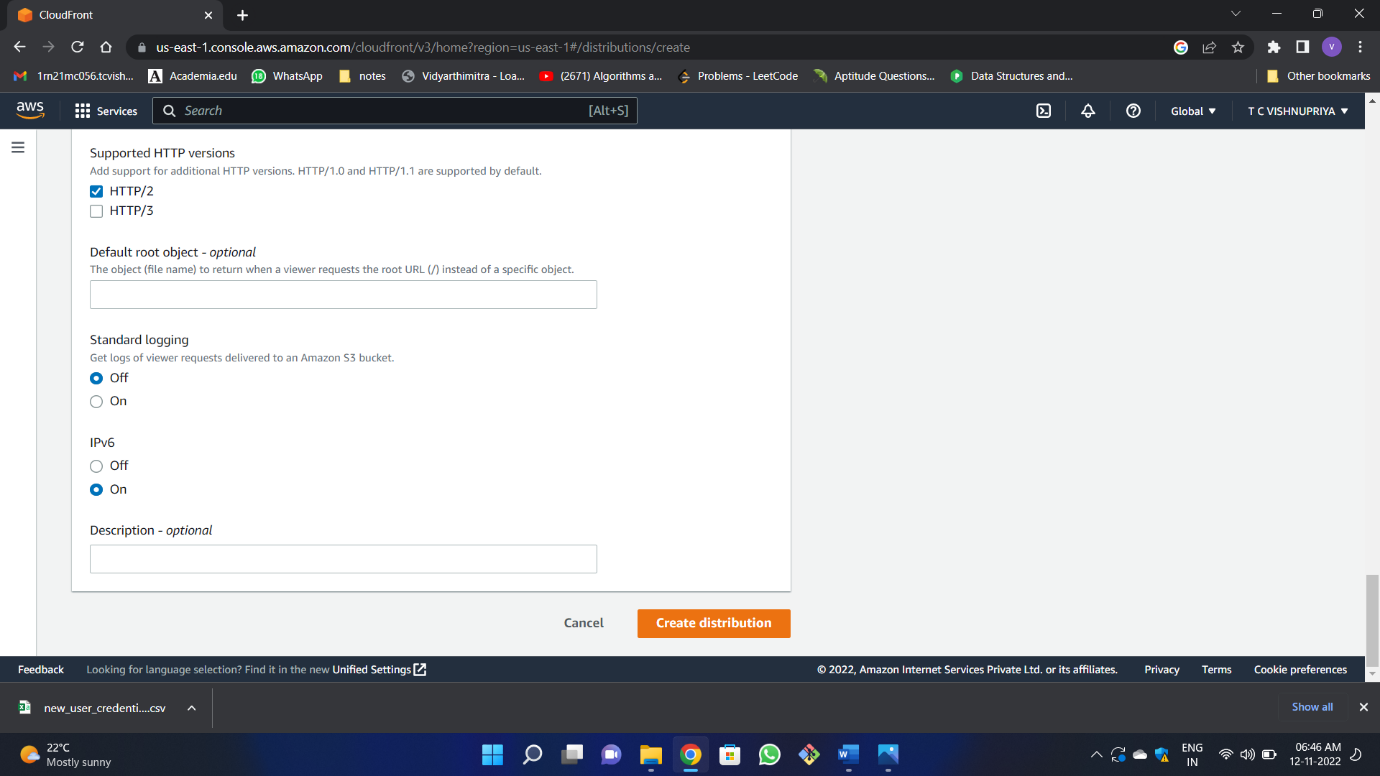 CloudFront
us-east-1.console.aws.amazon.com/cloudfront/v3/home?region=us-east-1#/distributions/create
V
1rn21mc056.tcvish...
Academia.edu
WhatsApp
notes
Vidyarthimitra - Loa...
(2671) Algorithms a...
Problems - LeetCode
Aptitude Questions...
Data Structures and...
Other bookmarks
aws
Services
Search
[Alt+S]
Global
T C VISHNUPRIYA
Supported HTTP versions
Add support for additional HTTP versions. HTTP/1.0 and HTTP/1.1 are supported by default.
HTTP/2
HTTP/3
Default root object - optional
The object (file name) to return when a viewer requests the root URL (/) instead of a specific object.
Standard logging
Get logs of viewer requests delivered to an Amazon S3 bucket.
Off
On
IPv6
Off
On
Description - optional
Cancel
Create distribution
Feedback
Looking for language selection? Find it in the new Unified Settings
© 2022, Amazon Internet Services Private Ltd. or its affiliates.
Privacy
Terms
Cookie preferences
new_user_credenti....csv
Show all
22°C
Mostly sunny
ENG
IN
06:46 AM
12-11-2022